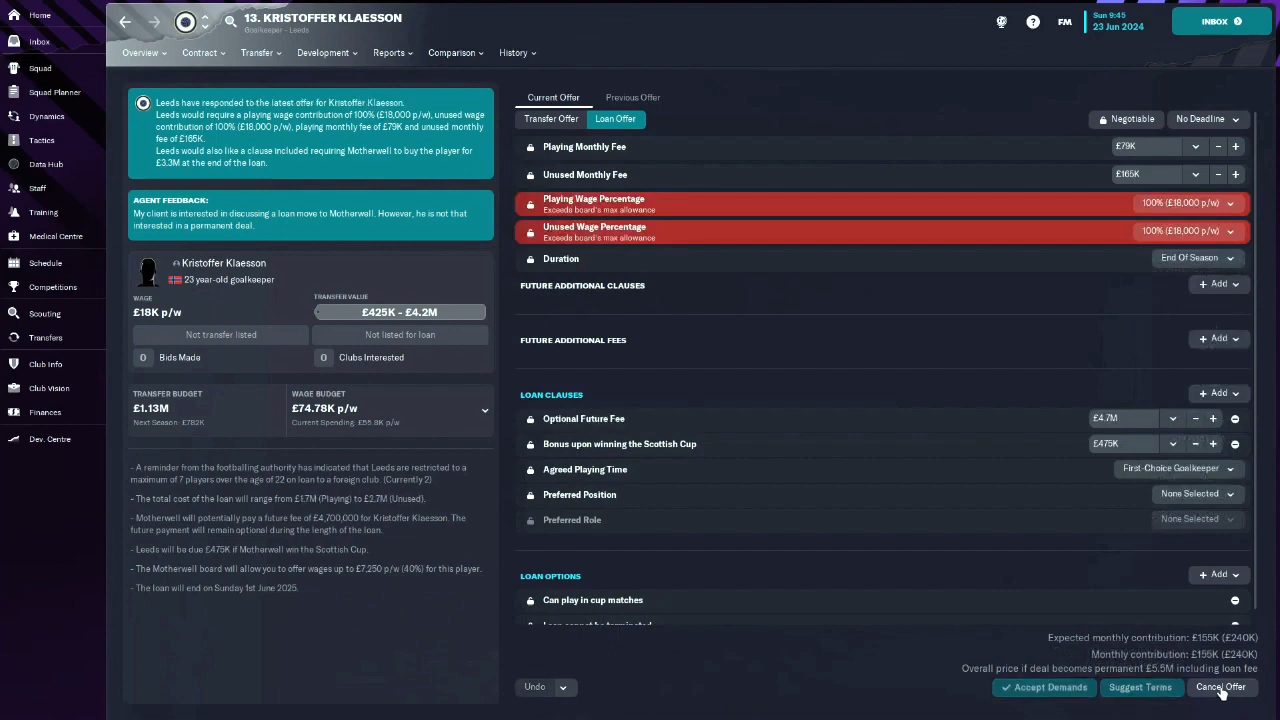 Home
Inbox
Squad
Squad Planner
Dynamics
Tactics
Data Hub
Staff
Training
Medical Centre
Schedule
Competitions
Scouting
Transfers
Club Info
Club Vision
Finances
Dev. Centre
13. KRISTOFFER KLAESSON
Goalkeeper - Leeds
FM
Sun 9:45
23 Jun 2024
INBOX
Overview
Contract
Transfer
Development
Reports
Comparison
History
Leeds have responded to the latest offer for Kristoffer Klaesson.
Leeds would require a playing wage contribution of 100% (£18,000 p/w), unused wage
contribution of 100% (£18,000 p/w), playing monthly fee of £79K and unused monthly
fee of £165K.
Leeds would also like a clause included requiring Motherwell to buy the player for
£3.3M at the end of the loan.
AGENT FEEDBACK:
My client is interested in discussing a loan move to Motherwell. However, he is not that
interested in a permanent deal.
Kristoffer Klaesson
23 year-old goalkeeper
WAGE
£18K p/w
TRANSFER VALUE
£425K - £4.2M
Not transfer listed
Not listed for loan
0 Bids Made
0 Clubs Interested
TRANSFER BUDGET
£1.13M
Next Season: £782K
WAGE BUDGET
£74.78K p/w
Current Spending: £55.8K p/w
- A reminder from the footballing authority has indicated that Leeds are restricted to a
maximum of 7 players over the age of 22 on loan to a foreign club. (Currently 2)
- The total cost of the loan will range from £1.7M (Playing) to £2.7M (Unused).
- Motherwell will potentially pay a future fee of £4,700,000 for Kristoffer Klaesson. The
future payment will remain optional during the length of the loan.
- Leeds will be due £475K if Motherwell win the Scottish Cup.
- The Motherwell board will allow you to offer wages up to £7,250 p/w (40%) for this player.
- The loan will end on Sunday 1st June 2025.
Current Offer
Previous Offer
Transfer Offer
Loan Offer
Negotiable
No Deadline
Playing Monthly Fee
£79K
Unused Monthly Fee
£165K
Playing Wage Percentage
Exceeds board's max allowance
100% (£18,000 p/w)
Unused Wage Percentage
Exceeds board's max allowance
100% (£18,000 p/w)
Duration
End Of Season
FUTURE ADDITIONAL CLAUSES
+ Add
FUTURE ADDITIONAL FEES
+ Add
LOAN CLAUSES
+ Add
Optional Future Fee
£4.7M
Bonus upon winning the Scottish Cup
£475K
Agreed Playing Time
First-Choice Goalkeeper
Preferred Position
None Selected
Preferred Role
None Selected
LOAN OPTIONS
+ Add
Can play in cup matches
Loan cannot be terminated
Expected monthly contribution: £155K (£240K)
Monthly contribution: £155K (£240K)
Overall price if deal becomes permanent £5.5M including loan fee
Undo
Accept Demands
Suggest Terms
Cancel Offer